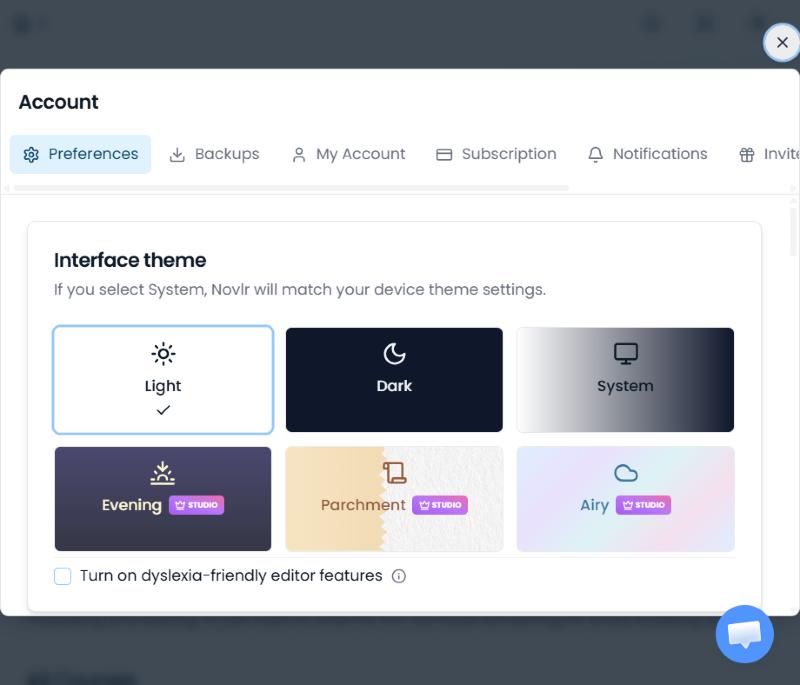 Account
Preferences Backups My Account Subscription Notifications Invite
Interface theme
If you select System, Novlr will match your device theme settings.
Light Dark System
Evening STUDIO Parchment STUDIO Airy STUDIO
Turn on dyslexia-friendly editor features